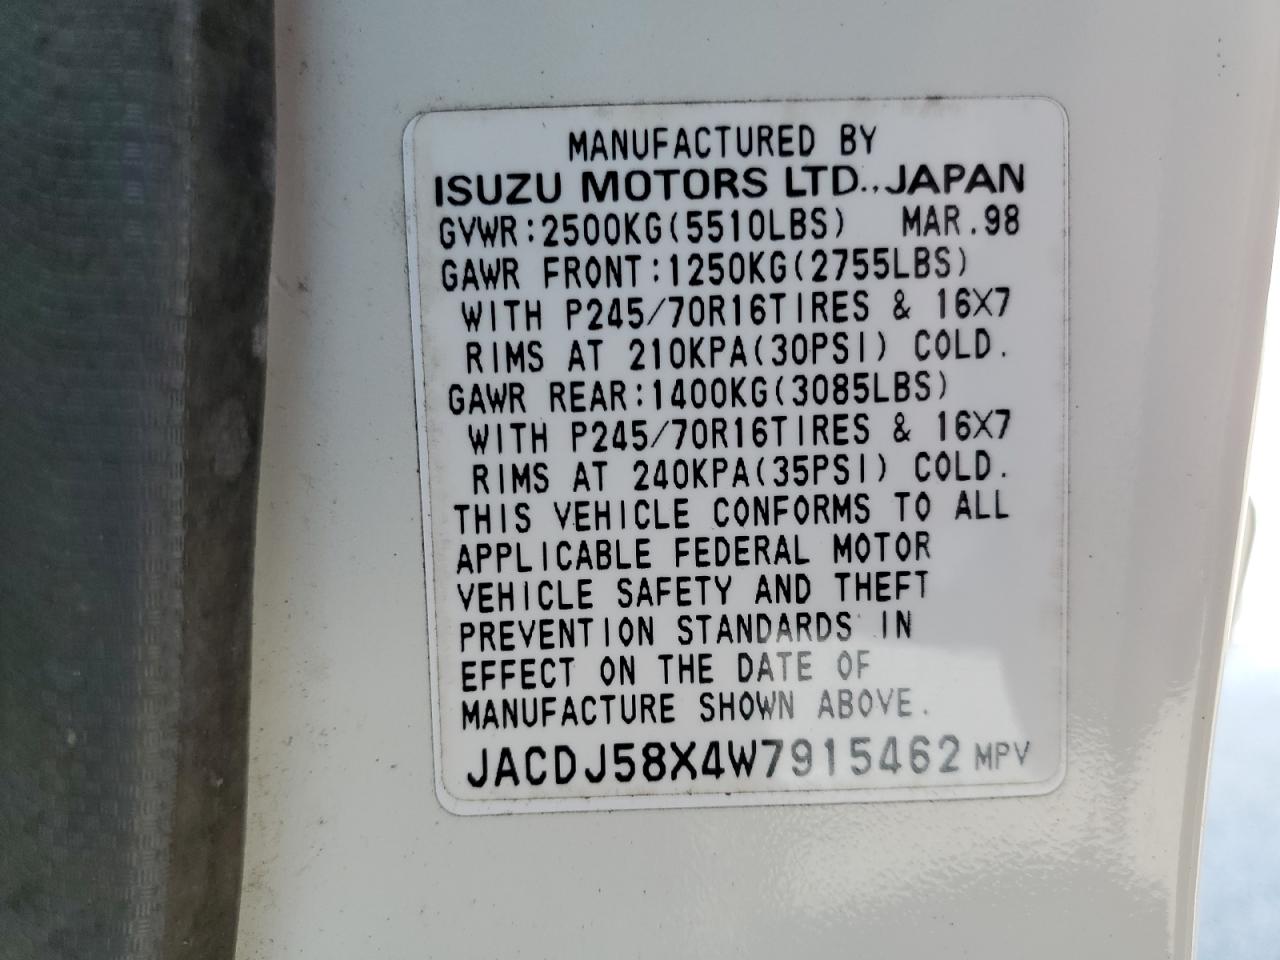 MANUFACTURED BY
ISUZU MOTORS LTD., JAPAN
GVWR:2500KG(5510LBS) MAR.98
GAWR FRONT:1250KG(2755LBS)
WITH P245/70R16TIRES & 16X7
RIMS AT 210KPA(30PSI) COLD.
GAWR REAR:1400KG(3085LBS)
WITH P245/70R16TIRES & 16X7
RIMS AT 240KPA(35PSI) COLD.
THIS VEHICLE CONFORMS TO ALL
APPLICABLE FEDERAL MOTOR
VEHICLE SAFETY AND THEFT
PREVENTION STANDARDS IN
EFFECT ON THE DATE OF
MANUFACTURE SHOWN ABOVE.
JACDJ58X4W7915462 MPV